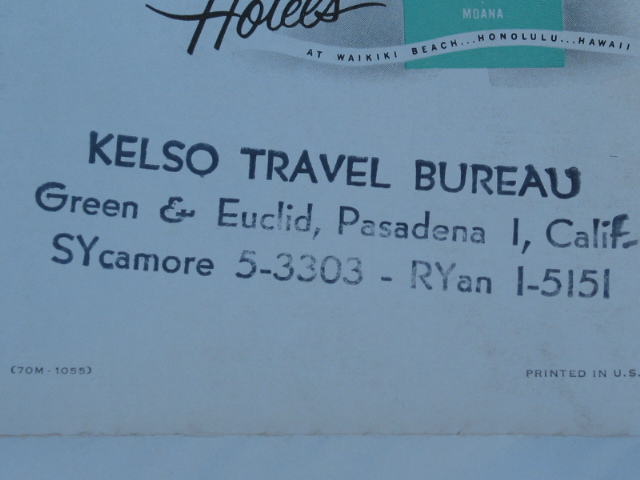 Hotels
MOANA
AT WAIKIKI BEACH...HONOLULU...HAWAII
KELSO TRAVEL BUREAU
Green & Euclid, Pasadena 1, Calif.
SYcamore 5-3303 - RYan 1-5151
(70M-1055) PRINTED IN U.S.